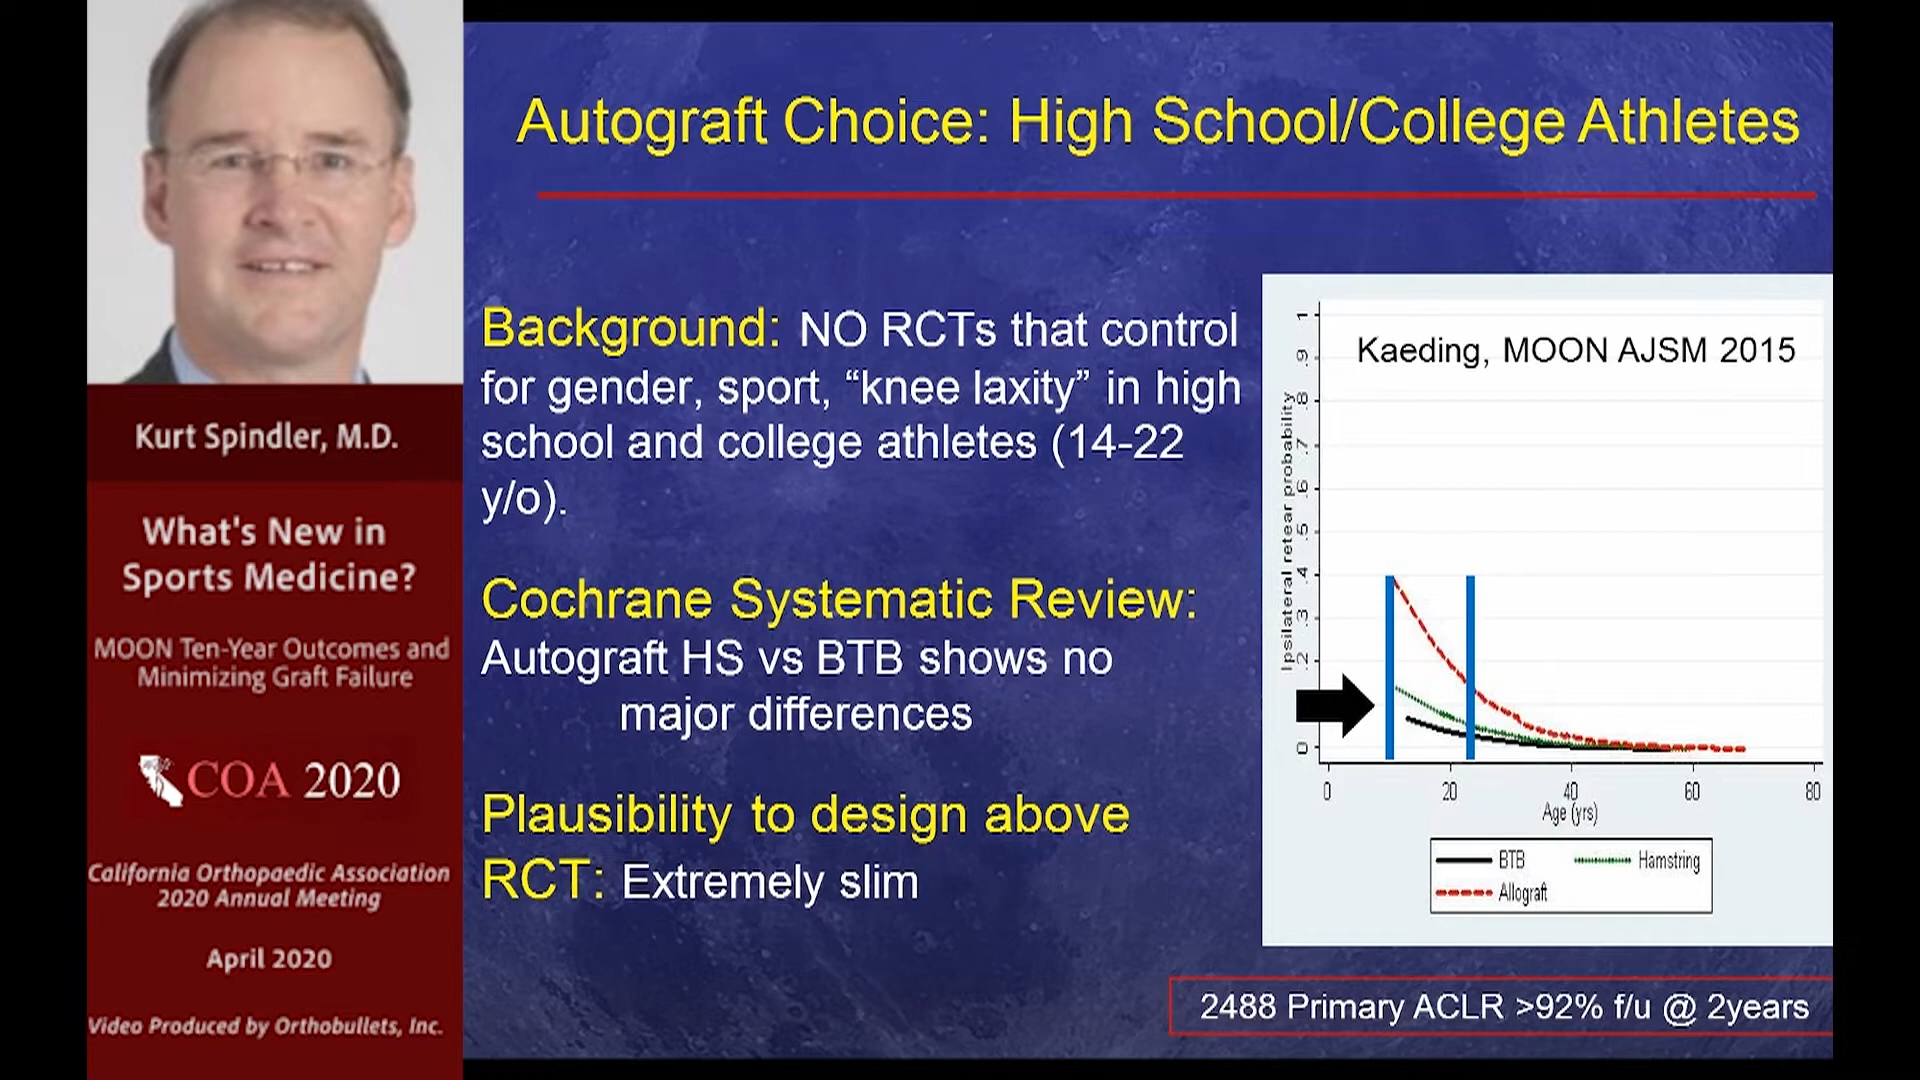 Kurt Spindler, M.D.
What's New in
Sports Medicine?
MOON Ten-Year Outcomes and
Minimizing Graft Failure
COA 2020
California Orthopaedic Association
2020 Annual Meeting
April 2020
Video Produced by Orthobullets, Inc.
Autograft Choice: High School/College Athletes
Background: NO RCTs that control
for gender, sport, “knee laxity” in high
school and college athletes (14-22
y/o).
Cochrane Systematic Review:
Autograft HS vs BTB shows no
major differences
Plausibility to design above
RCT: Extremely slim
Kaeding, MOON AJSM 2015
Ipsilateral retear probability
1
.9
.8
.7
.6
.5
.4
.3
.2
0
0 20 40 60 80
Age (yrs)
BTB Hamstring
Allograft
2488 Primary ACLR >92% f/u @ 2years